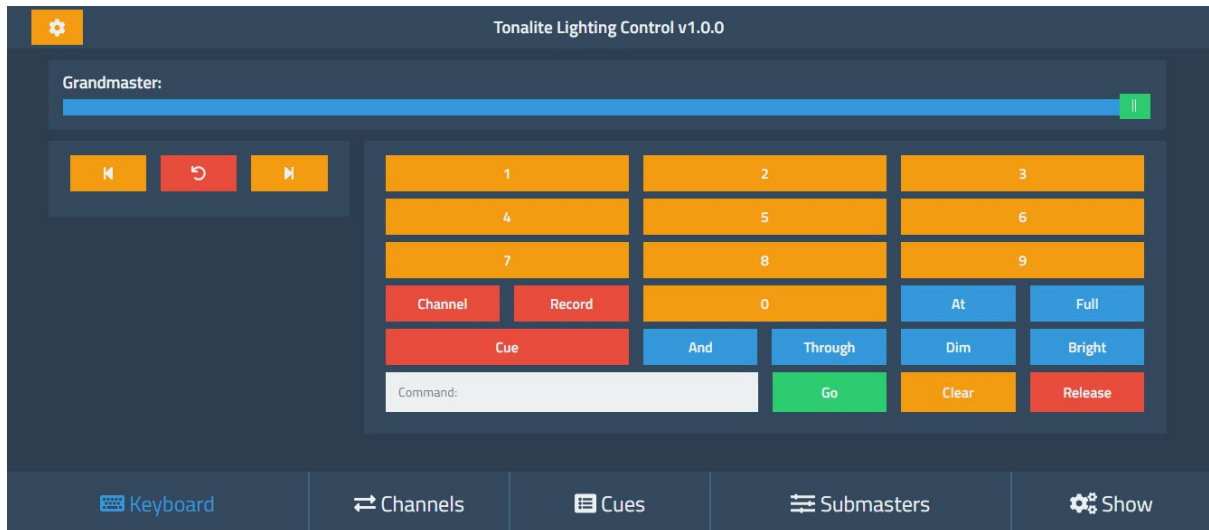 Tonalite Lighting Control v1.0.0
Grandmaster:
1 2 3
4 5 6
7 8 9
Channel Record 0 At Full
Cue And Through Dim Bright
Command: Go Clear Release
Keyboard Channels Cues Submasters Show